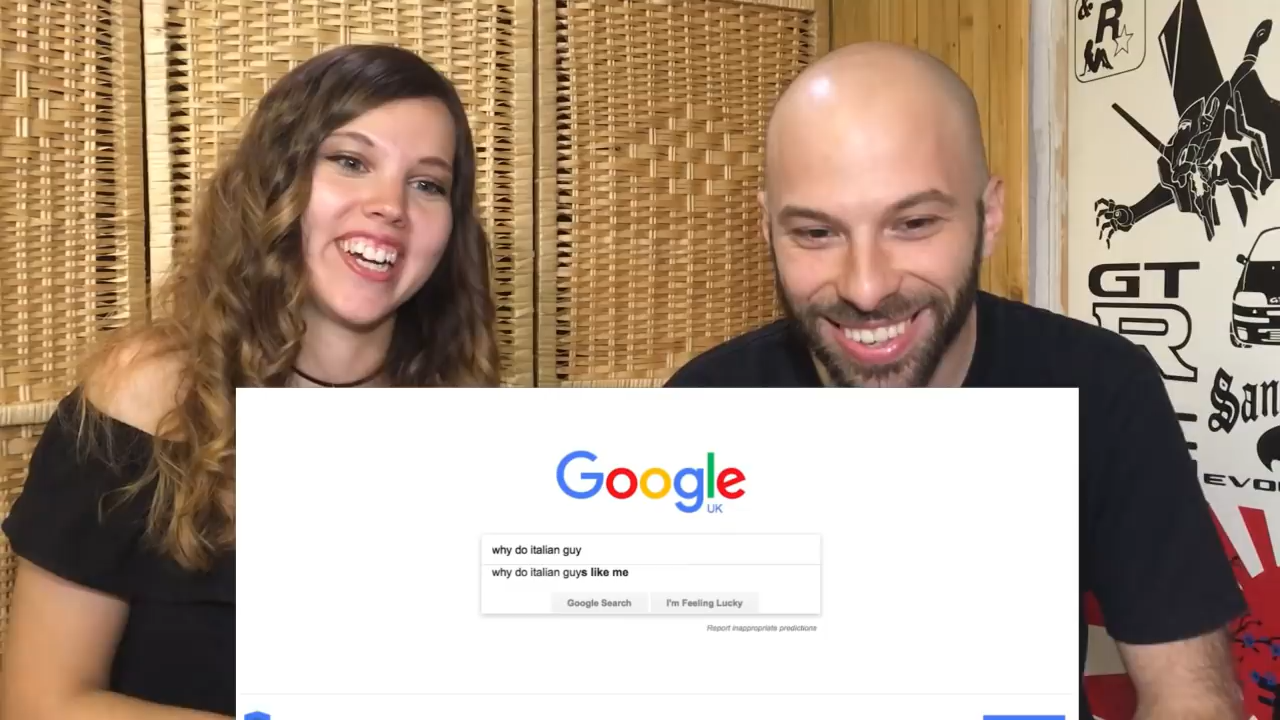 & R
GT
R
San
EVO
Google
UK
why do italian guy
why do italian guys like me
Google Search
I'm Feeling Lucky
Report inappropriate predictions